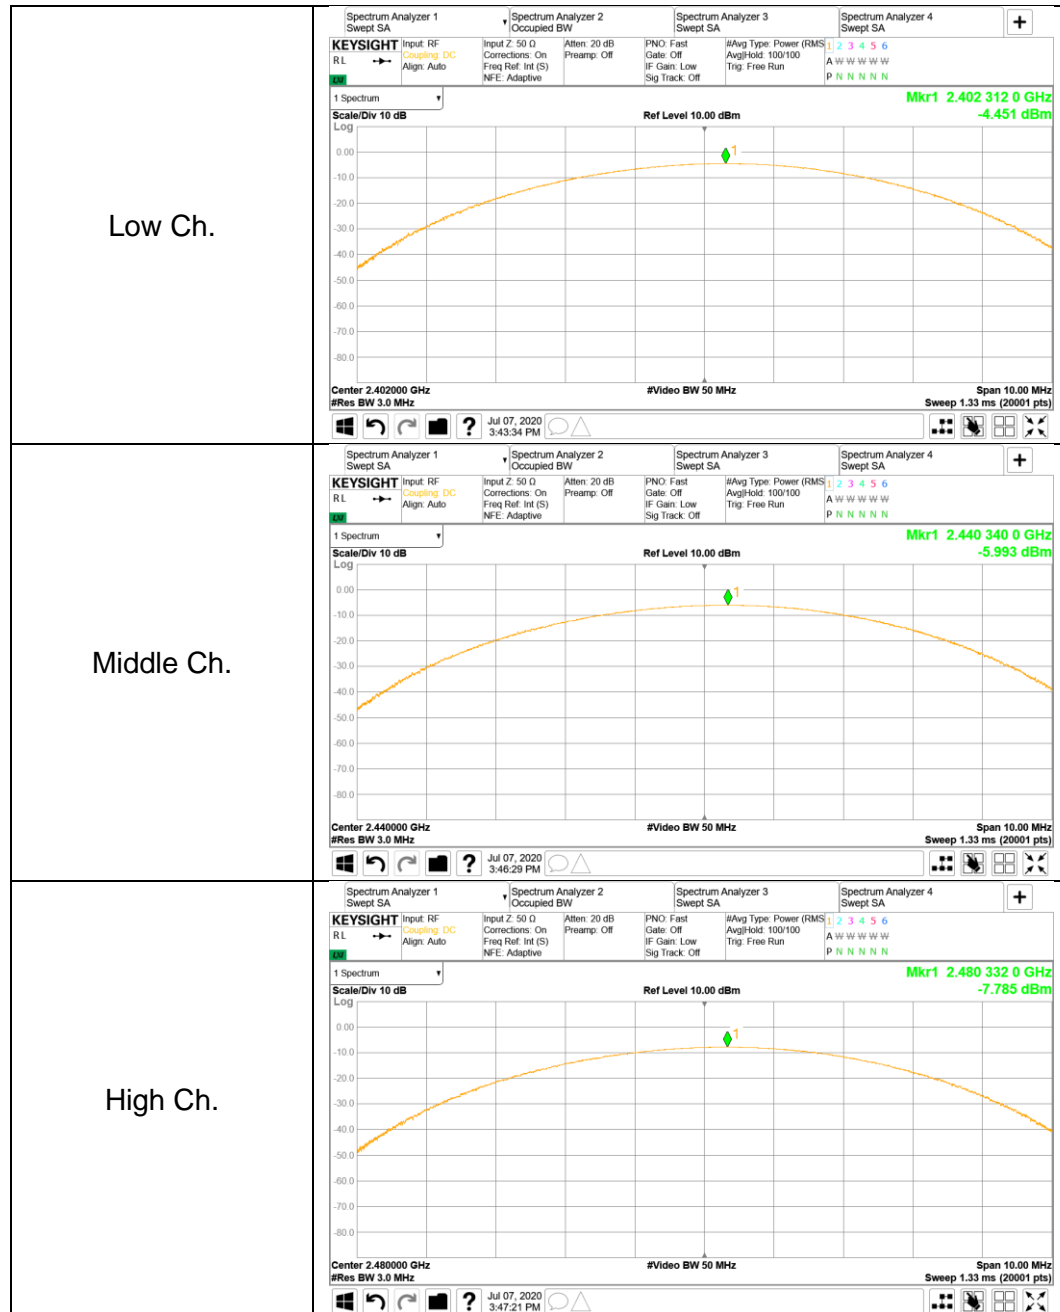 Low Ch.
Spectrum Analyzer 1
Swept SA
Spectrum Analyzer 2
Occupied BW
Spectrum Analyzer 3
Swept SA
Spectrum Analyzer 4
Swept SA
KEYSIGHT
R L
Input: RF
Coupling: DC
Align: Auto
Input Z: 50 Ω
Corrections: On
Freq Ref: Int (S)
NFE: Adaptive
Atten: 20 dB
Preamp: Off
PNO: Fast
Gate: Off
IF Gain: Low
Sig Track: Off
#Avg Type: Power (RMS
Avg|Hold: 100/100
Trig: Free Run
1 2 3 4 5 6
A W W W W W
P N N N N N
1 Spectrum
Mkr1 2.402 312 0 GHz
Scale/Div 10 dB
Ref Level 10.00 dBm
-4.451 dBm
Log
1
0.00
-10.0
-20.0
-30.0
-40.0
-50.0
-60.0
-70.0
-80.0
Center 2.402000 GHz
#Video BW 50 MHz
Span 10.00 MHz
#Res BW 3.0 MHz
Sweep 1.33 ms (20001 pts)
?
Jul 07, 2020
3:43:34 PM
Middle Ch.
Spectrum Analyzer 1
Swept SA
Spectrum Analyzer 2
Occupied BW
Spectrum Analyzer 3
Swept SA
Spectrum Analyzer 4
Swept SA
KEYSIGHT
R L
Input: RF
Coupling: DC
Align: Auto
Input Z: 50 Ω
Corrections: On
Freq Ref: Int (S)
NFE: Adaptive
Atten: 20 dB
Preamp: Off
PNO: Fast
Gate: Off
IF Gain: Low
Sig Track: Off
#Avg Type: Power (RMS
Avg|Hold: 100/100
Trig: Free Run
1 2 3 4 5 6
A W W W W W
P N N N N N
1 Spectrum
Mkr1 2.440 340 0 GHz
Scale/Div 10 dB
Ref Level 10.00 dBm
-5.993 dBm
Log
1
0.00
-10.0
-20.0
-30.0
-40.0
-50.0
-60.0
-70.0
-80.0
Center 2.440000 GHz
#Video BW 50 MHz
Span 10.00 MHz
#Res BW 3.0 MHz
Sweep 1.33 ms (20001 pts)
?
Jul 07, 2020
3:46:29 PM
High Ch.
Spectrum Analyzer 1
Swept SA
Spectrum Analyzer 2
Occupied BW
Spectrum Analyzer 3
Swept SA
Spectrum Analyzer 4
Swept SA
KEYSIGHT
R L
Input: RF
Coupling: DC
Align: Auto
Input Z: 50 Ω
Corrections: On
Freq Ref: Int (S)
NFE: Adaptive
Atten: 20 dB
Preamp: Off
PNO: Fast
Gate: Off
IF Gain: Low
Sig Track: Off
#Avg Type: Power (RMS
Avg|Hold: 100/100
Trig: Free Run
1 2 3 4 5 6
A W W W W W
P N N N N N
1 Spectrum
Mkr1 2.480 332 0 GHz
Scale/Div 10 dB
Ref Level 10.00 dBm
-7.785 dBm
Log
1
0.00
-10.0
-20.0
-30.0
-40.0
-50.0
-60.0
-70.0
-80.0
Center 2.480000 GHz
#Video BW 50 MHz
Span 10.00 MHz
#Res BW 3.0 MHz
Sweep 1.33 ms (20001 pts)
?
Jul 07, 2020
3:47:21 PM